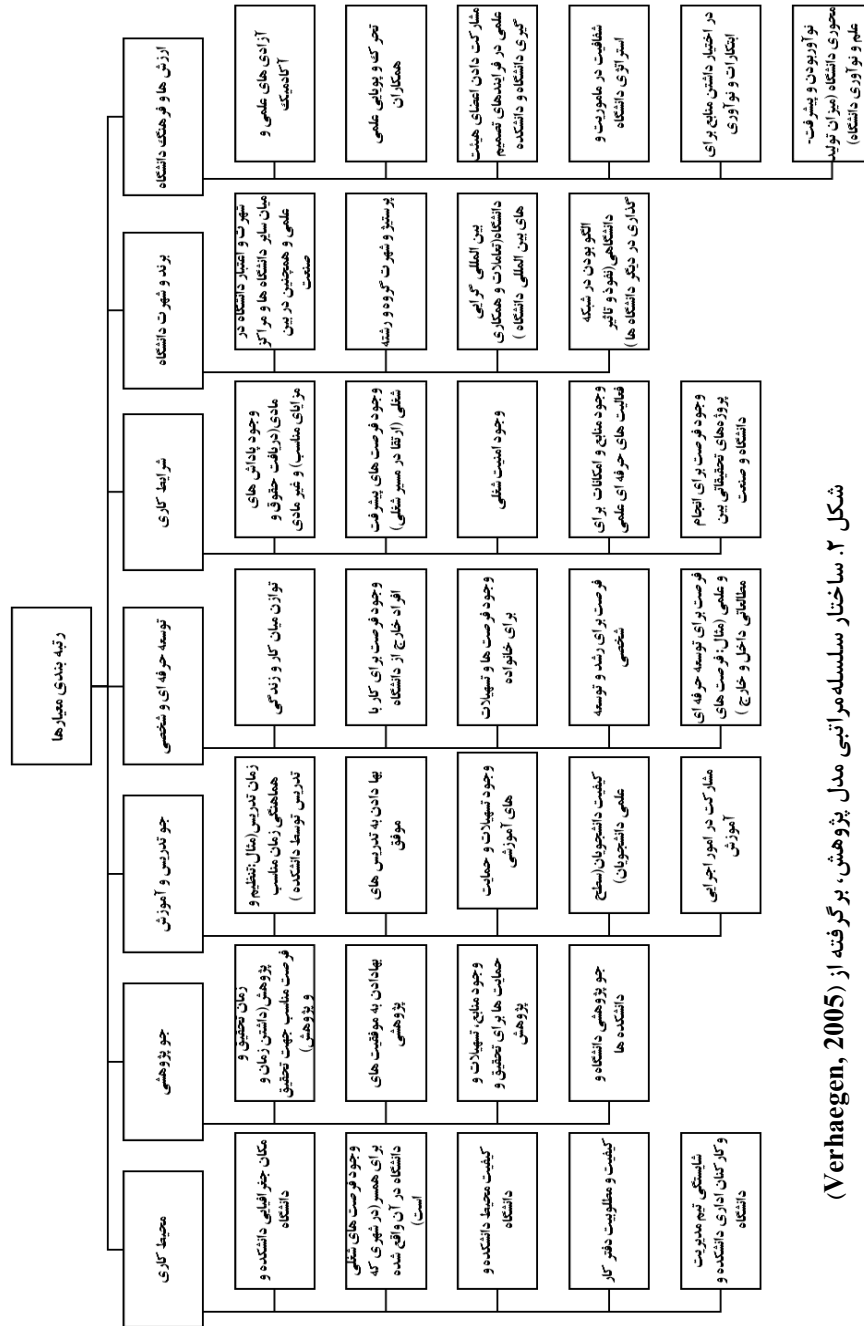 رتبه بندی معیارها
ارزش ها و فرهنگ دانشگاه
آزادی های علمی و
آکادمیک
تحرک و پویایی علمی
همکاران
مشارکت دادن اعضای هیئت
علمی در فرایندهای تصمیم
گیری دانشگاه و دانشکده
شفافیت در ماموریت و
استراتژی دانشگاه
در اختیار داشتن منابع برای
ابتکارات و نوآوری
نوآوربودن و پیشرفت-
محوری دانشگاه (میزان تولید
علم و نوآوری دانشگاه)
برند و شهرت دانشگاه
شهرت و اعتبار دانشگاه در
میان سایر دانشگاه ها و مراکز
علمی و همچنین در بین
صنعت
پرستیژ و شهرت گروه و رشته
بین المللی گرایی
دانشگاه(تعاملات و همکاری
های بین المللی دانشگاه )
الگو بودن در شبکه
دانشگاهی(نفوذ و تاثیر
گذاری در دیگر دانشگاه ها)
شرایط کاری
وجود پاداش های
مادی(دریافت حقوق و
مزایای مناسب) و غیر مادی
وجود فرصت های پیشرفت
شغلی (ارتقا در مسیر شغلی)
وجود امنیت شغلی
وجود منابع و امکانات برای
فعالیت های حرفه ای علمی
وجود فرصت برای انجام
پروژه‌های تحقیقاتی بین
دانشگاه و صنعت
توسعه حرفه ای و شخصی
توازن میان کار و زندگی
وجود فرصت برای کار با
افراد خارج از دانشگاه
وجود فرصت ها و تسهیلات
برای خانواده
فرصت برای رشد و توسعه
شخصی
فرصت برای توسعه حرفه ای
و علمی (مثال: فرصت های
مطالعاتی داخل و خارج )
جو تدریس و آموزش
زمان تدریس(مثال:تنظیم و
هماهنگی زمان مناسب
تدریس توسط دانشکده )
بها دادن به تدریس های
موفق
وجود تسهیلات و حمایت
های آموزشی
کیفیت دانشجویان(سطح
علمی دانشجویان)
مشارکت در امور اجرایی
آموزش
جو پژوهشی
زمان تحقیق و
پژوهش(داشتن زمان و
فرصت مناسب جهت تحقیق
و پژوهش)
بهادادن به موفقیت های
پژوهشی
وجود منابع، تسهیلات و
حمایت ها برای تحقیق و
پژوهش
جو پژوهشی دانشگاه و
دانشکده ها
محیط کاری
مکان جغرافیایی دانشکده و
دانشگاه
وجود فرصت های شغلی
برای همسر(در شهری که
دانشگاه در آن واقع شده
است)
کیفیت محیط دانشکده و
دانشگاه
کیفیت و مطلوبیت دفتر کار
شایستگی تیم مدیریت
وکارکنان اداری دانشکده و
دانشگاه
شکل ۲. ساختار سلسله‌مراتبی مدل پژوهش، برگرفته از (Verhaegen, 2005)